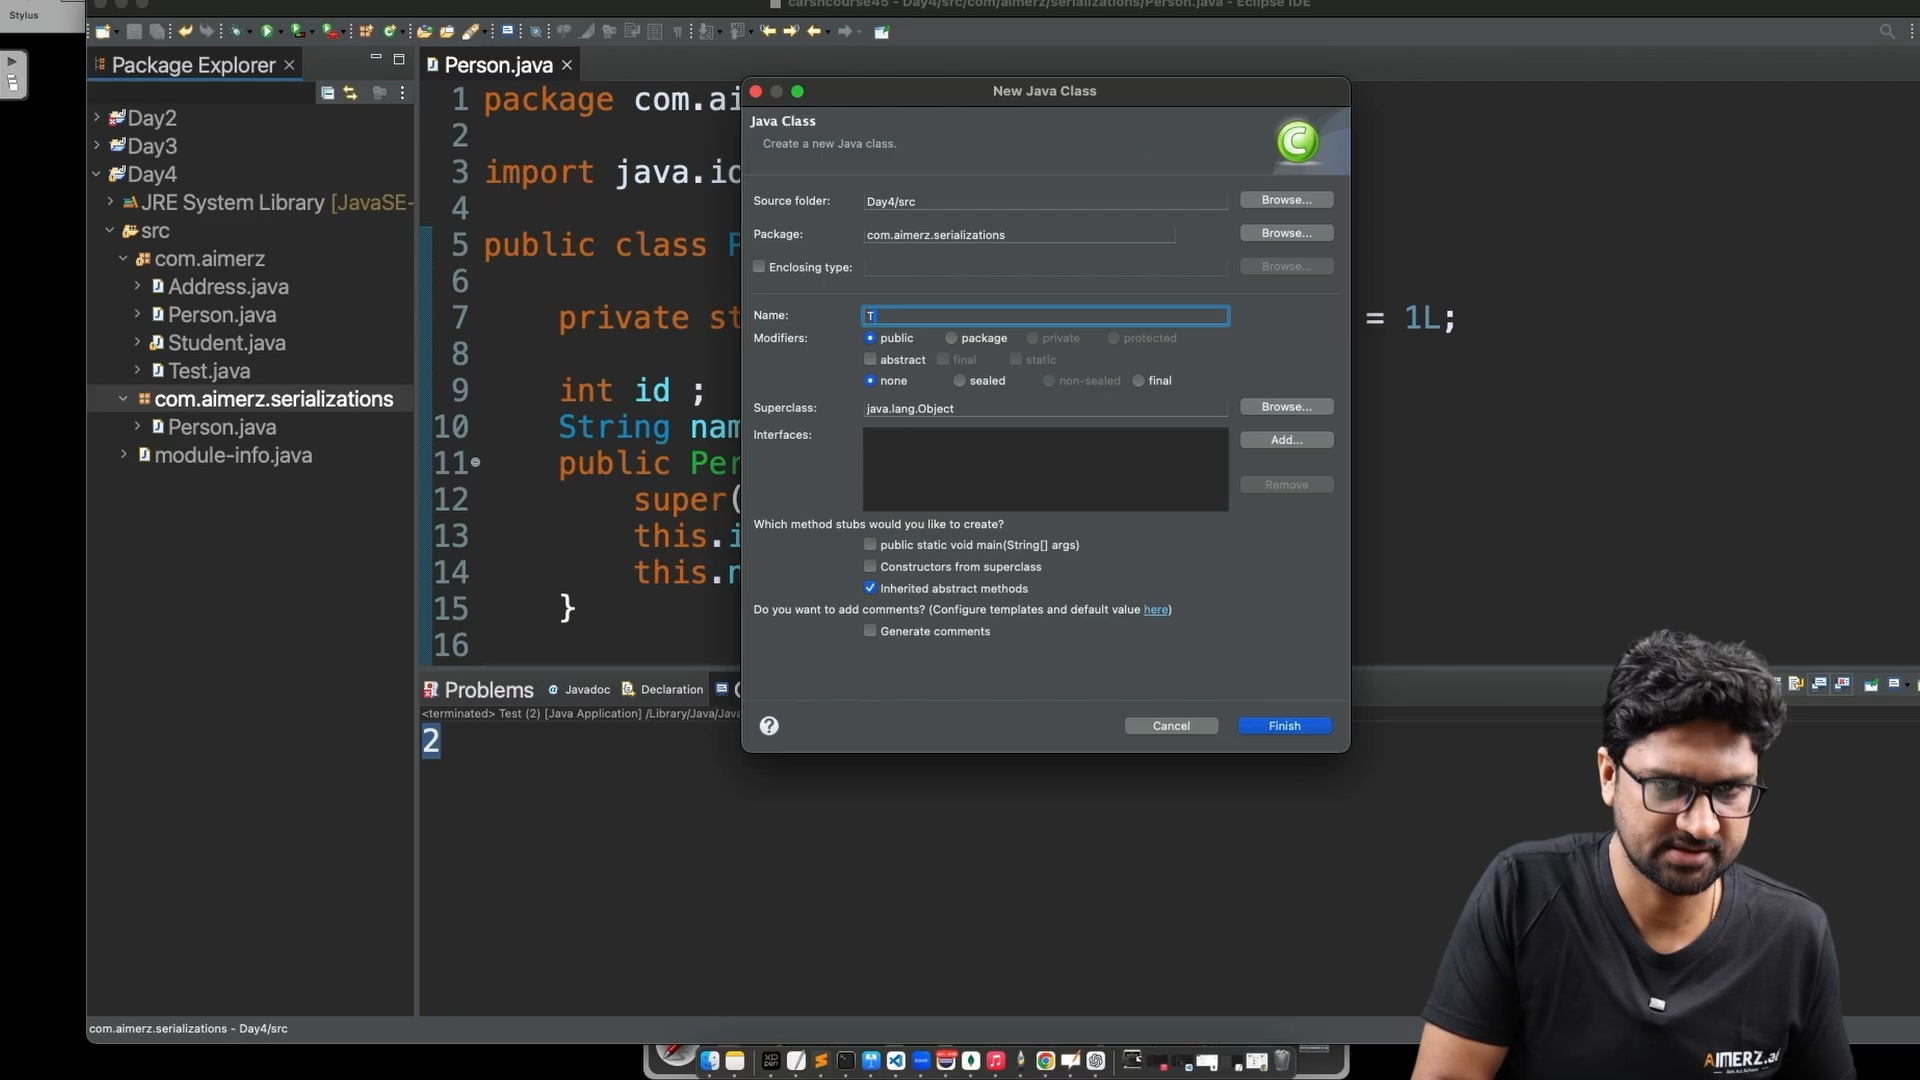 Stylus
carshcourse45 - Day4/src/com/aimerz/serializations/Person.java - Eclipse IDE
Package Explorer
Day2
Day3
Day4
JRE System Library [JavaSE-
src
com.aimerz
Address.java
Person.java
Student.java
Test.java
com.aimerz.serializations
Person.java
module-info.java
Person.java
1 package com.ai
2
3 import java.io
4
5 public class P
6
7 private st = 1L;
8
9 int id ;
10 String nam
11 public Per
12 super(
13 this.i
14 this.n
15 }
16
New Java Class
Java Class
Create a new Java class.
Source folder: Day4/src Browse...
Package: com.aimerz.serializations Browse...
Enclosing type: Browse...
Name: T
Modifiers: public package private protected
abstract final static
none sealed non-sealed final
Superclass: java.lang.Object Browse...
Interfaces: Add...
Remove
Which method stubs would you like to create?
public static void main(String[] args)
Constructors from superclass
Inherited abstract methods
Do you want to add comments? (Configure templates and default value here)
Generate comments
? Cancel Finish
Problems Javadoc Declaration
<terminated> Test (2) [Java Application] /Library/Java/Java
2
com.aimerz.serializations - Day4/src
AIMERZ.ai